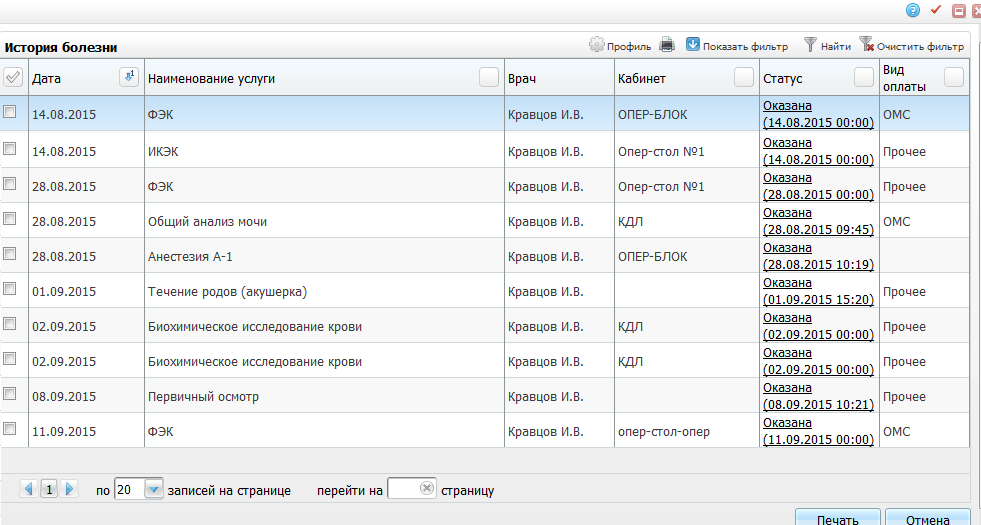 История болезни Профиль Показать фильтр Найти Очистить фильтр
Дата 1 Наименование услуги Врач Кабинет Статус Вид оплаты
14.08.2015 ФЭК Кравцов И.В. ОПЕР-БЛОК Оказана (14.08.2015 00:00) ОМС
14.08.2015 ИКЭК Кравцов И.В. Опер-стол №1 Оказана (14.08.2015 00:00) Прочее
28.08.2015 ФЭК Кравцов И.В. Опер-стол №1 Оказана (28.08.2015 00:00) Прочее
28.08.2015 Общий анализ мочи Кравцов И.В. КДЛ Оказана (28.08.2015 09:45) ОМС
28.08.2015 Анестезия А-1 Кравцов И.В. ОПЕР-БЛОК Оказана (28.08.2015 10:19)
01.09.2015 Течение родов (акушерка) Кравцов И.В. Оказана (01.09.2015 15:20) Прочее
02.09.2015 Биохимическое исследование крови Кравцов И.В. КДЛ Оказана (02.09.2015 00:00) Прочее
02.09.2015 Биохимическое исследование крови Кравцов И.В. КДЛ Оказана (02.09.2015 00:00) Прочее
08.09.2015 Первичный осмотр Кравцов И.В. Оказана (08.09.2015 10:21) Прочее
11.09.2015 ФЭК Кравцов И.В. опер-стол-опер Оказана (11.09.2015 00:00) ОМС
1 по 20 записей на странице перейти на страницу
Печать Отмена